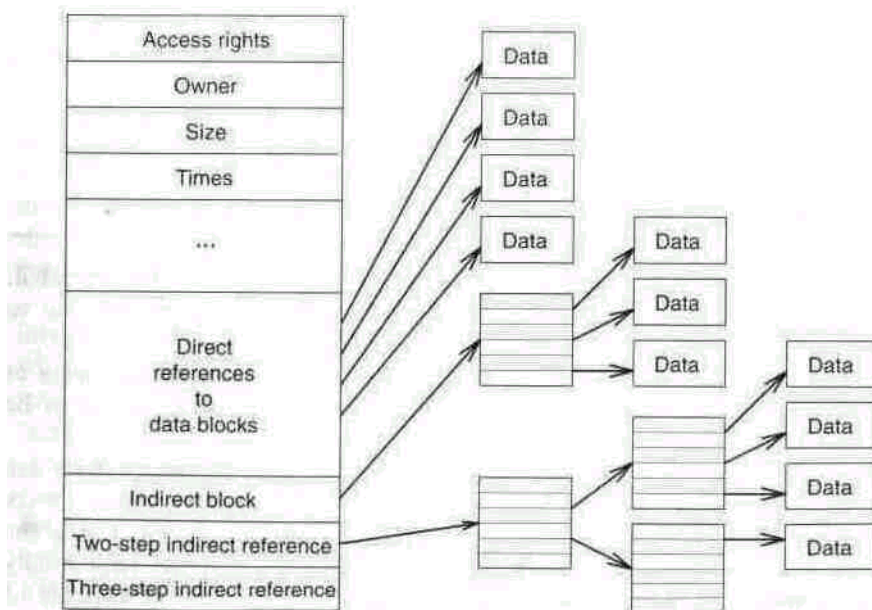 Access rights
Owner
Size
Times
...
Direct
references
to
data blocks
Indirect block
Two-step indirect reference
Three-step indirect reference
Data
Data
Data
Data
Data
Data
Data
Data
Data
Data
Data